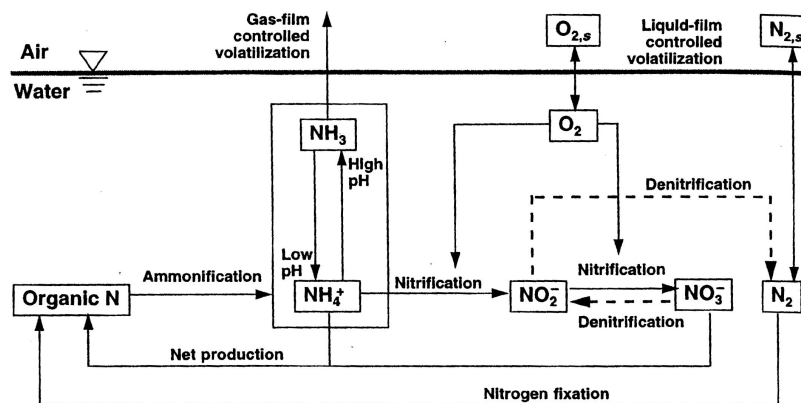 Gas-film
controlled
volatilization
O₂,s
Liquid-film
controlled
volatilization
N₂,s
Air
Water
NH₃
O₂
HIgh
pH
Denitrification
Low
pH
Ammonification
Nitrification
Nitrification
Organic N
NH₄⁺
NO₂⁻
NO₃⁻
N₂
Denitrification
Net production
Nitrogen fixation